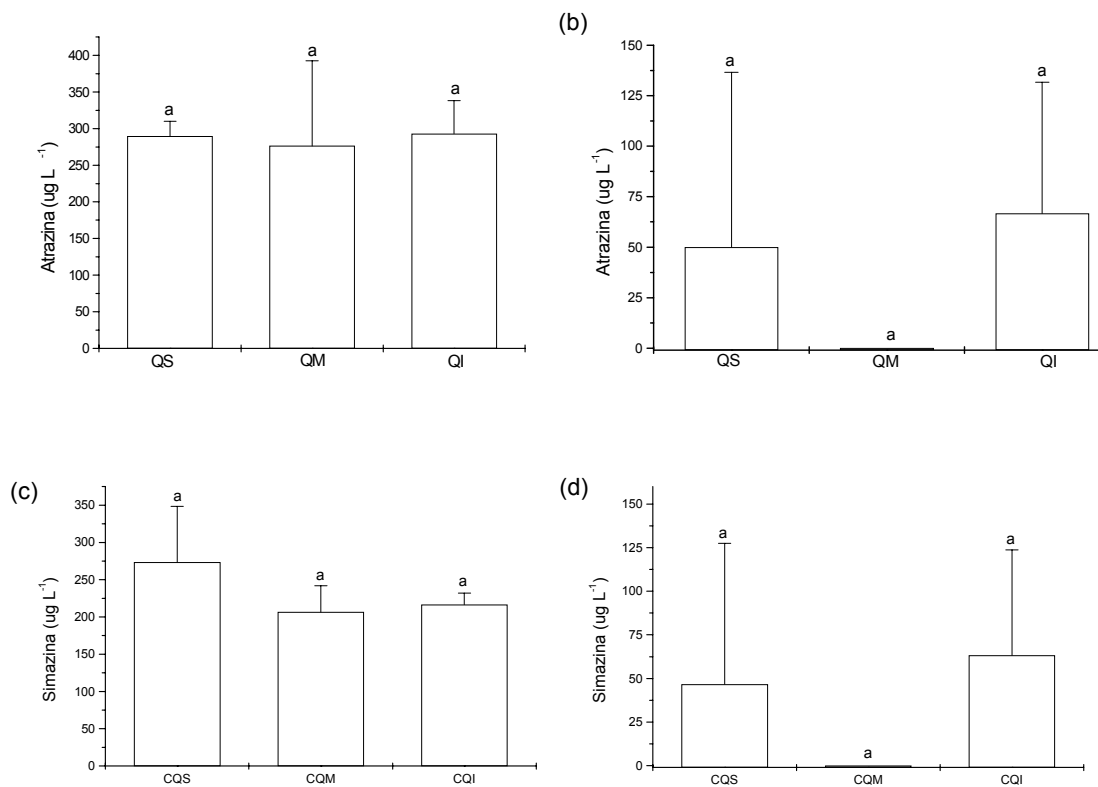 (b)
a
a
a
400
350
300
250
200
150
100
50
0
Atrazina (ug L⁻¹)
QS QM QI
a
a
a
150
125
100
75
50
25
0
Atrazina (ug L⁻¹)
QS QM QI
(c)
a
a
a
350
300
250
200
150
100
50
0
Simazina (ug L⁻¹)
CQS CQM CQI
(d)
a
a
a
150
125
100
75
50
25
0
Simazina (ug L⁻¹)
CQS CQM CQI